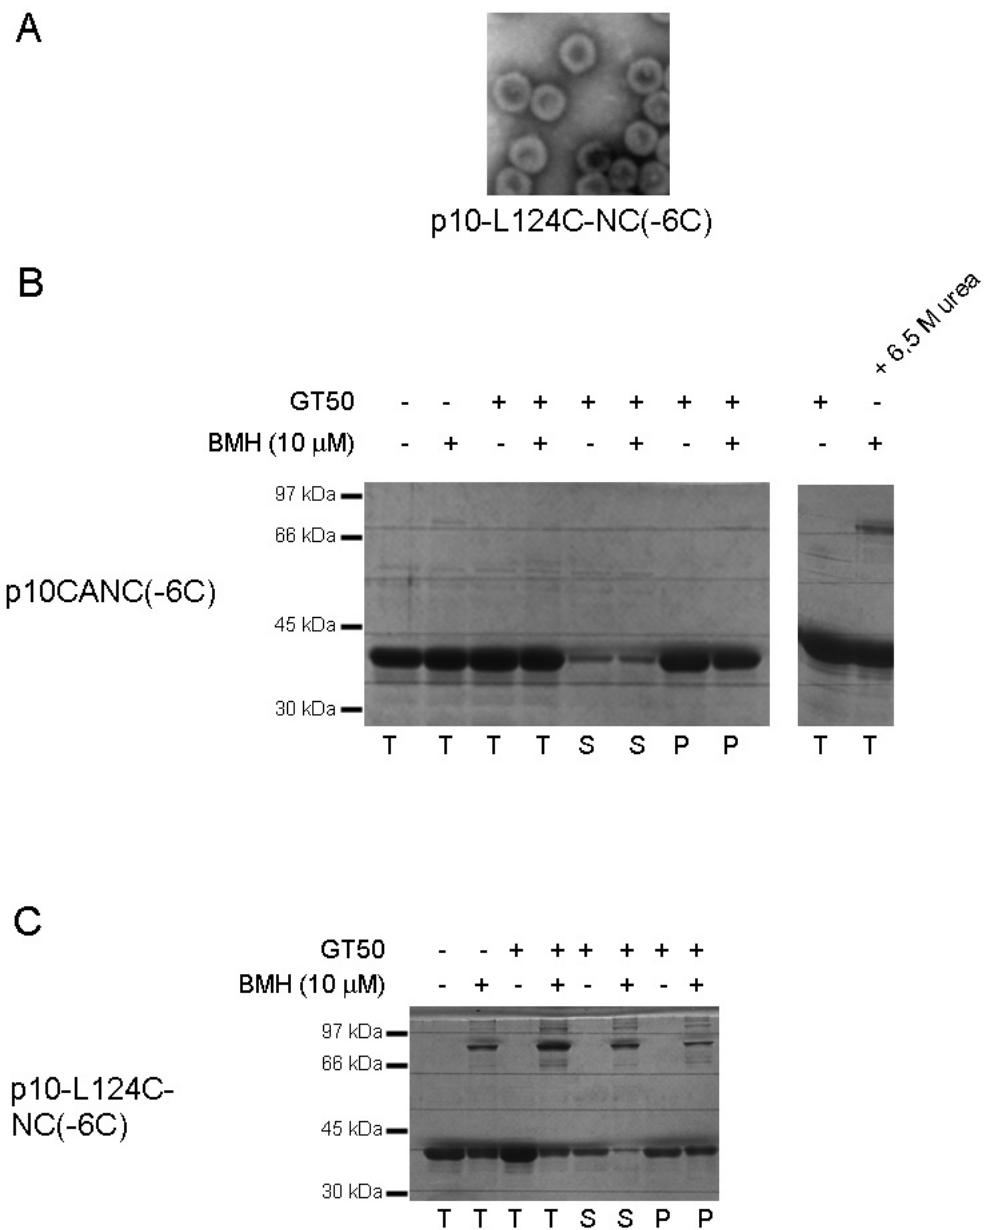 A
p10-L124C-NC(-6C)
B
+ 6,5 M urea
GT50 - - + + + + + + + -
BMH (10 μM) - + - + - + - + - +
97 kDa
66 kDa
p10CANC(-6C)
45 kDa
30 kDa
T T T T S S P P T T
C
GT50 - - + + + + + +
BMH (10 μM) - + - + - + - +
97 kDa
66 kDa
p10-L124C-
NC(-6C)
45 kDa
30 kDa
T T T T S S P P